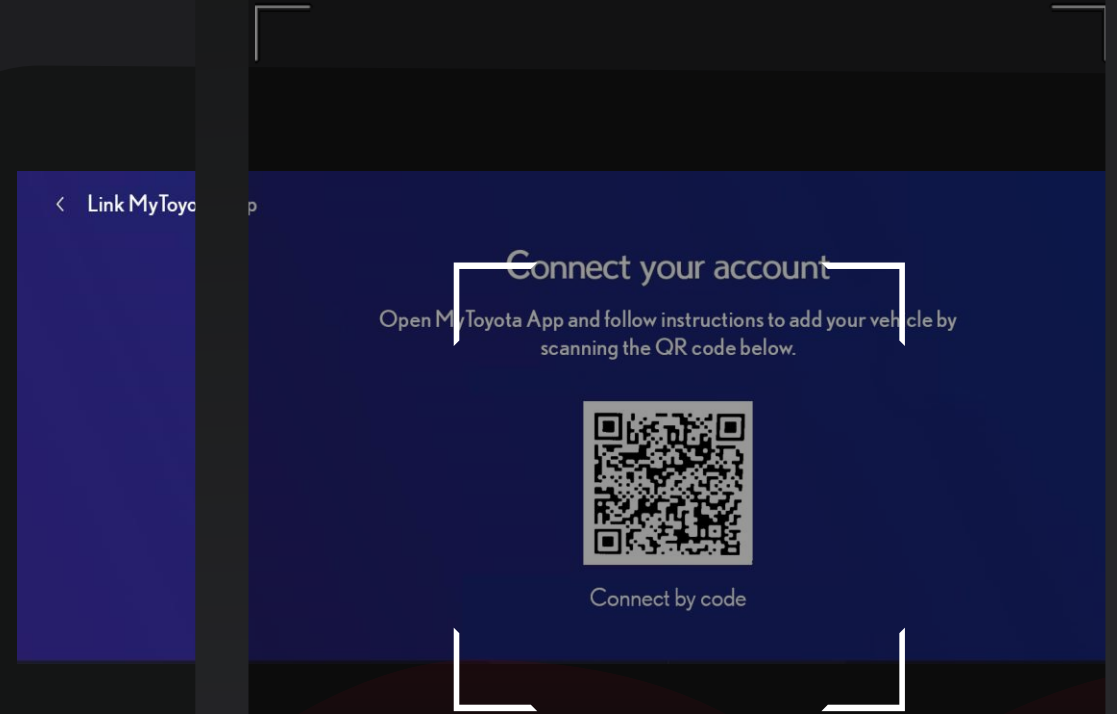 Link MyToyo p
Connect your account
Open MyToyota App and follow instructions to add your vehicle by
scanning the QR code below.
Connect by code